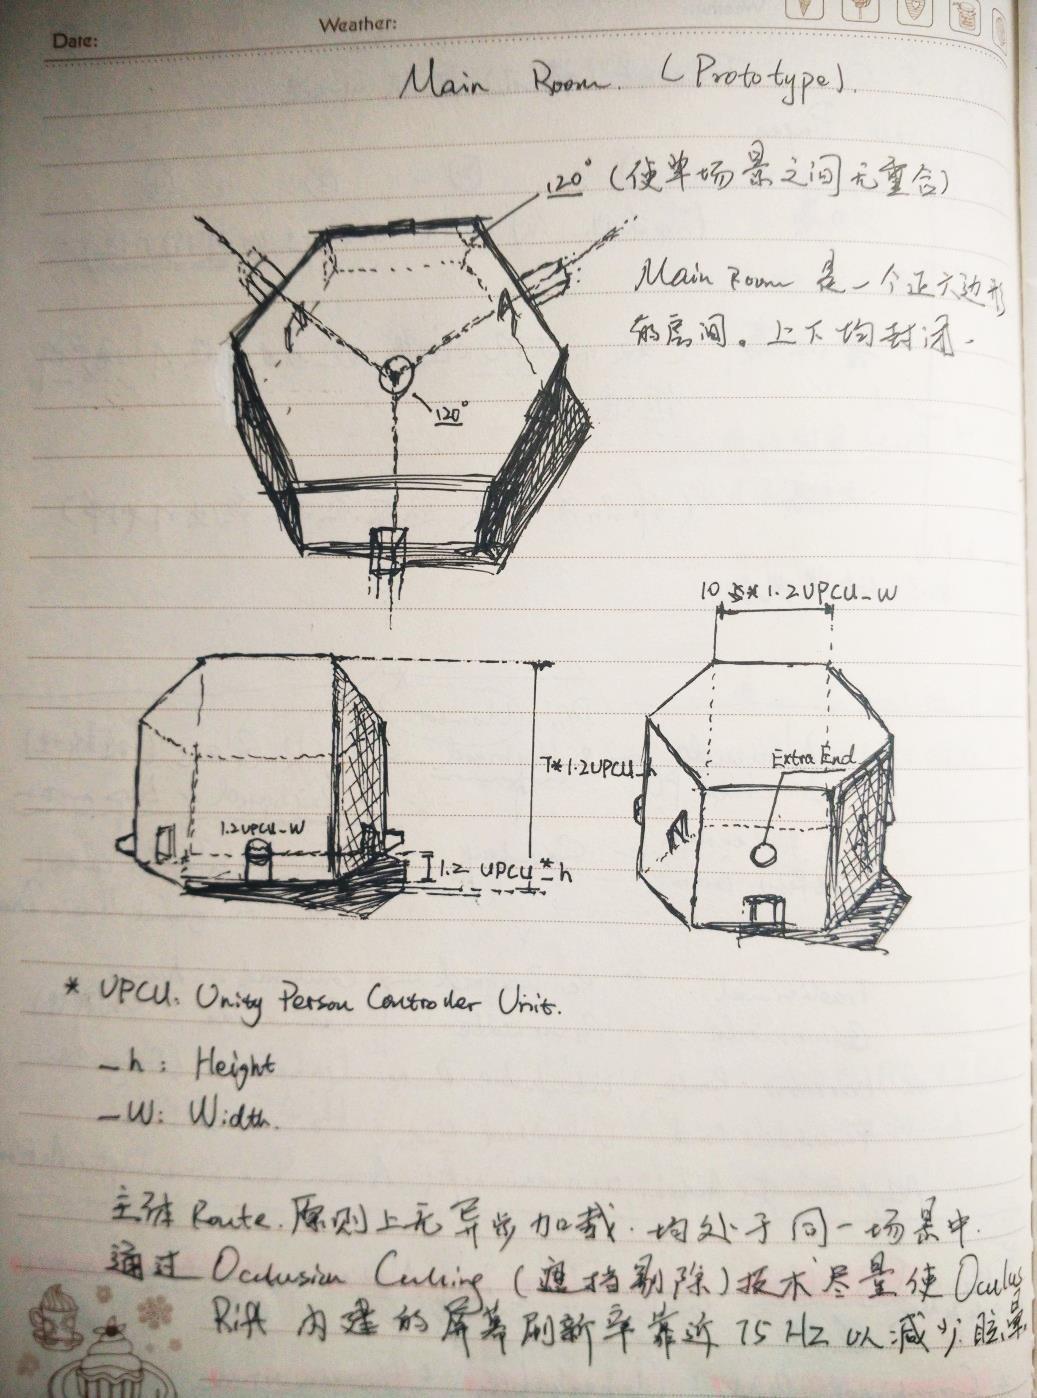 Date:
Weather:
Main Room. (Prototype).
120° (使单场景之间无重合)
Main Room 是一个正六边形
的房间。上下均封闭.
120°
10 * 1.2UPCU_W
7*1.2UPCU_h
Extra End
1.2UPCU_W
1.2 UPCU*_h
* UPCU: Unity Person Controller Unit.
_h: Height
_W: Width.
主体 Route. 原则上无异步加载. 均处于同一场景中.
通过 Occlusion Culling (遮挡剔除)技术尽量使 Oculus
Rift 内建的屏幕刷新率靠近 75 HZ 以减少眩晕